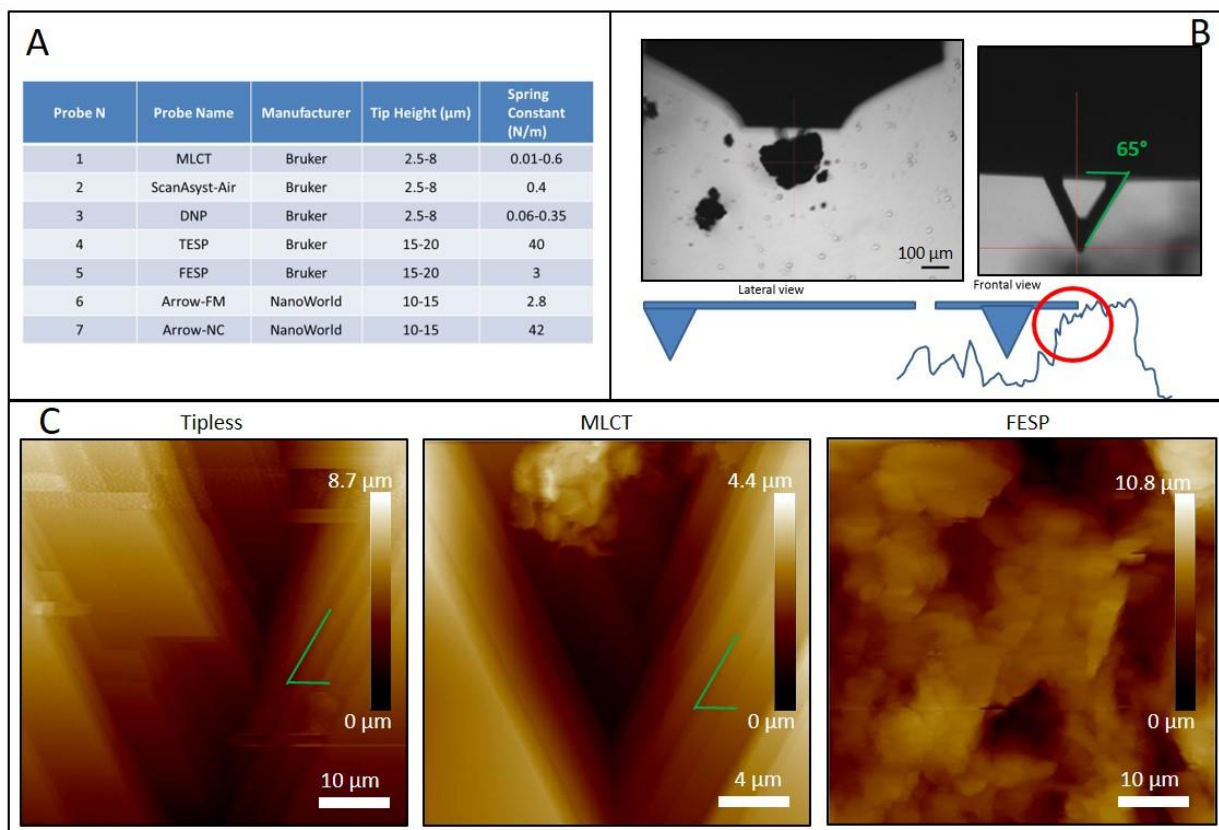 A
Probe N Probe Name Manufacturer Tip Height (µm) Spring Constant (N/m)
1 MLCT Bruker 2.5-8 0.01-0.6
2 ScanAsyst-Air Bruker 2.5-8 0.4
3 DNP Bruker 2.5-8 0.06-0.35
4 TESP Bruker 15-20 40
5 FESP Bruker 15-20 3
6 Arrow-FM NanoWorld 10-15 2.8
7 Arrow-NC NanoWorld 10-15 42
B
65°
100 µm
Lateral view
Frontal view
C
Tipless
8.7 µm
0 µm
10 µm
MLCT
4.4 µm
0 µm
4 µm
FESP
10.8 µm
0 µm
10 µm